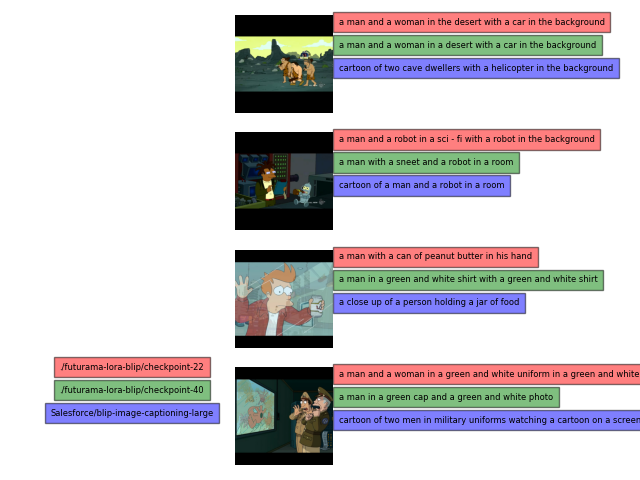 a man and a woman in the desert with a car in the background
a man and a woman in a desert with a car in the background
cartoon of two cave dwellers with a helicopter in the background
a man and a robot in a sci - fi with a robot in the background
a man with a sneet and a robot in a room
cartoon of a man and a robot in a room
a man with a can of peanut butter in his hand
a man in a green and white shirt with a green and white shirt
a close up of a person holding a jar of food
./futurama-lora-blip/checkpoint-22
./futurama-lora-blip/checkpoint-40
Salesforce/blip-image-captioning-large
a man and a woman in a green and white uniform in a green and white
a man in a green cap and a green and white photo
cartoon of two men in military uniforms watching a cartoon on a screen